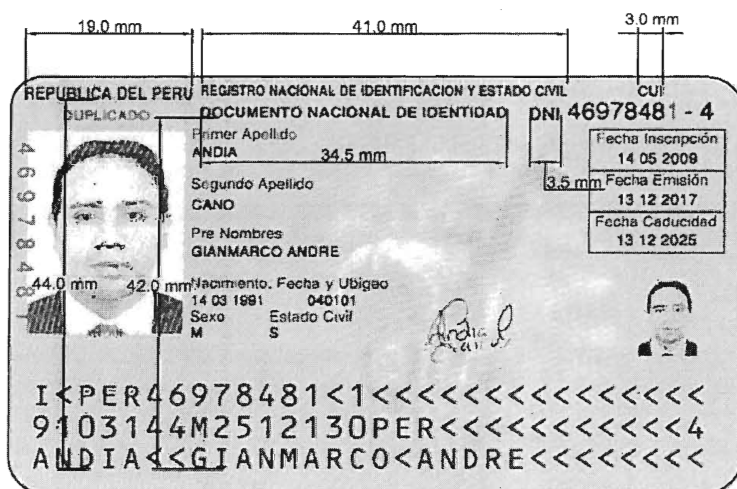 19.0 mm 41.0 mm 3.0 mm
REPUBLICA DEL PERU REGISTRO NACIONAL DE IDENTIFICACION Y ESTADO CIVIL CUI
DUPLICADO DOCUMENTO NACIONAL DE IDENTIDAD DNI 46978481 - 4
Primer Apellido
ANDIA
34.5 mm
Fecha Inscripción
14 05 2009
3.5 mm
Segundo Apellido
CANO
Fecha Emisión
13 12 2017
Pre Nombres
GIANMARCO ANDRE
Fecha Caducidad
13 12 2025
46978481
44.0 mm 42.0 mm
Nacimiento. Fecha y Ubigeo
14 03 1991 040101
Sexo Estado Civil
M S
I<PER46978481<1<<<<<<<<<<<<<<<
9103144M2512130PER<<<<<<<<<<<4
ANDIA<<GIANMARCO<ANDRE<<<<<<<<